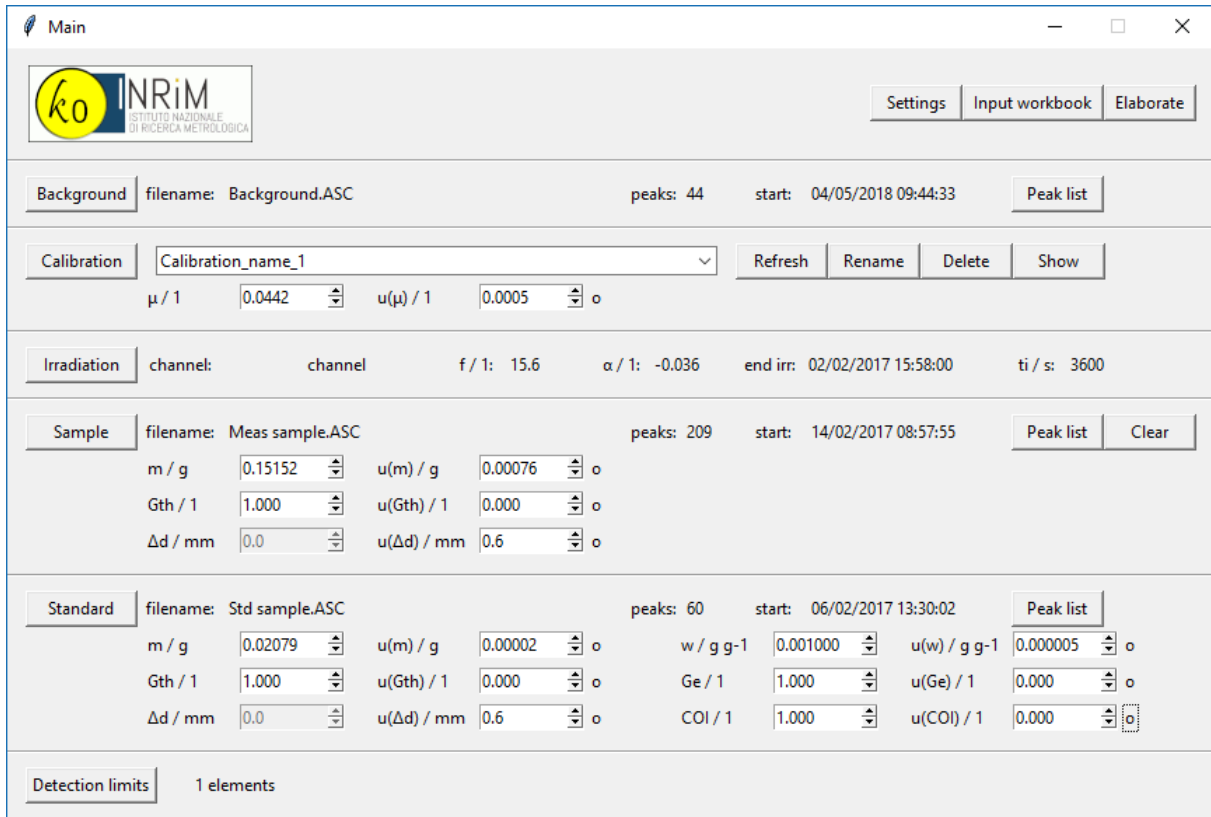 Main
k0 INRiM
ISTITUTO NAZIONALE
DI RICERCA METROLOGICA
Settings Input workbook Elaborate
Background filename: Background.ASC peaks: 44 start: 04/05/2018 09:44:33 Peak list
Calibration Calibration_name_1 Refresh Rename Delete Show
μ / 1 0.0442 u(μ) / 1 0.0005 o
Irradiation channel: channel f / 1: 15.6 α / 1: -0.036 end irr: 02/02/2017 15:58:00 ti / s: 3600
Sample filename: Meas sample.ASC peaks: 209 start: 14/02/2017 08:57:55 Peak list Clear
m / g 0.15152 u(m) / g 0.00076 o
Gth / 1 1.000 u(Gth) / 1 0.000 o
Δd / mm 0.0 u(Δd) / mm 0.6 o
Standard filename: Std sample.ASC peaks: 60 start: 06/02/2017 13:30:02 Peak list
m / g 0.02079 u(m) / g 0.00002 o w / g g-1 0.001000 u(w) / g g-1 0.000005 o
Gth / 1 1.000 u(Gth) / 1 0.000 o Ge / 1 1.000 u(Ge) / 1 0.000 o
Δd / mm 0.0 u(Δd) / mm 0.6 o COI / 1 1.000 u(COI) / 1 0.000 o
Detection limits 1 elements